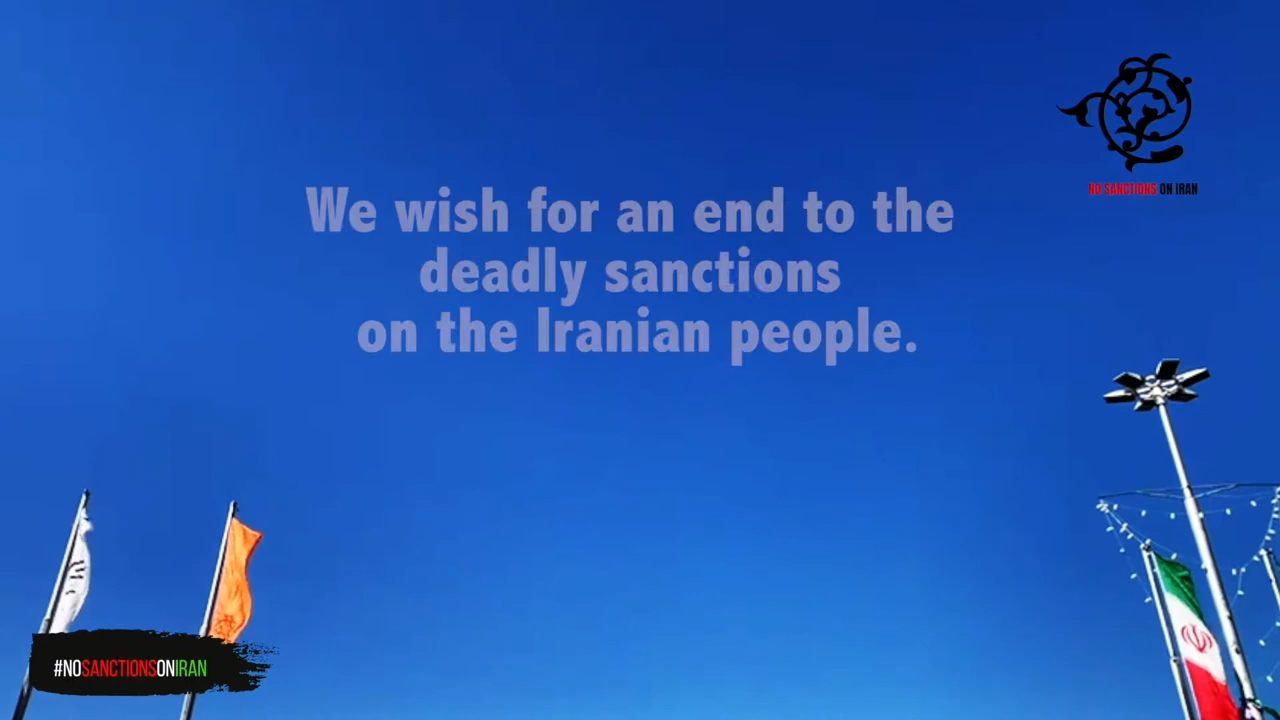 NO SANCTIONS ON IRAN
We wish for an end to the
deadly sanctions
on the Iranian people.
#NOSANCTIONSONIRAN